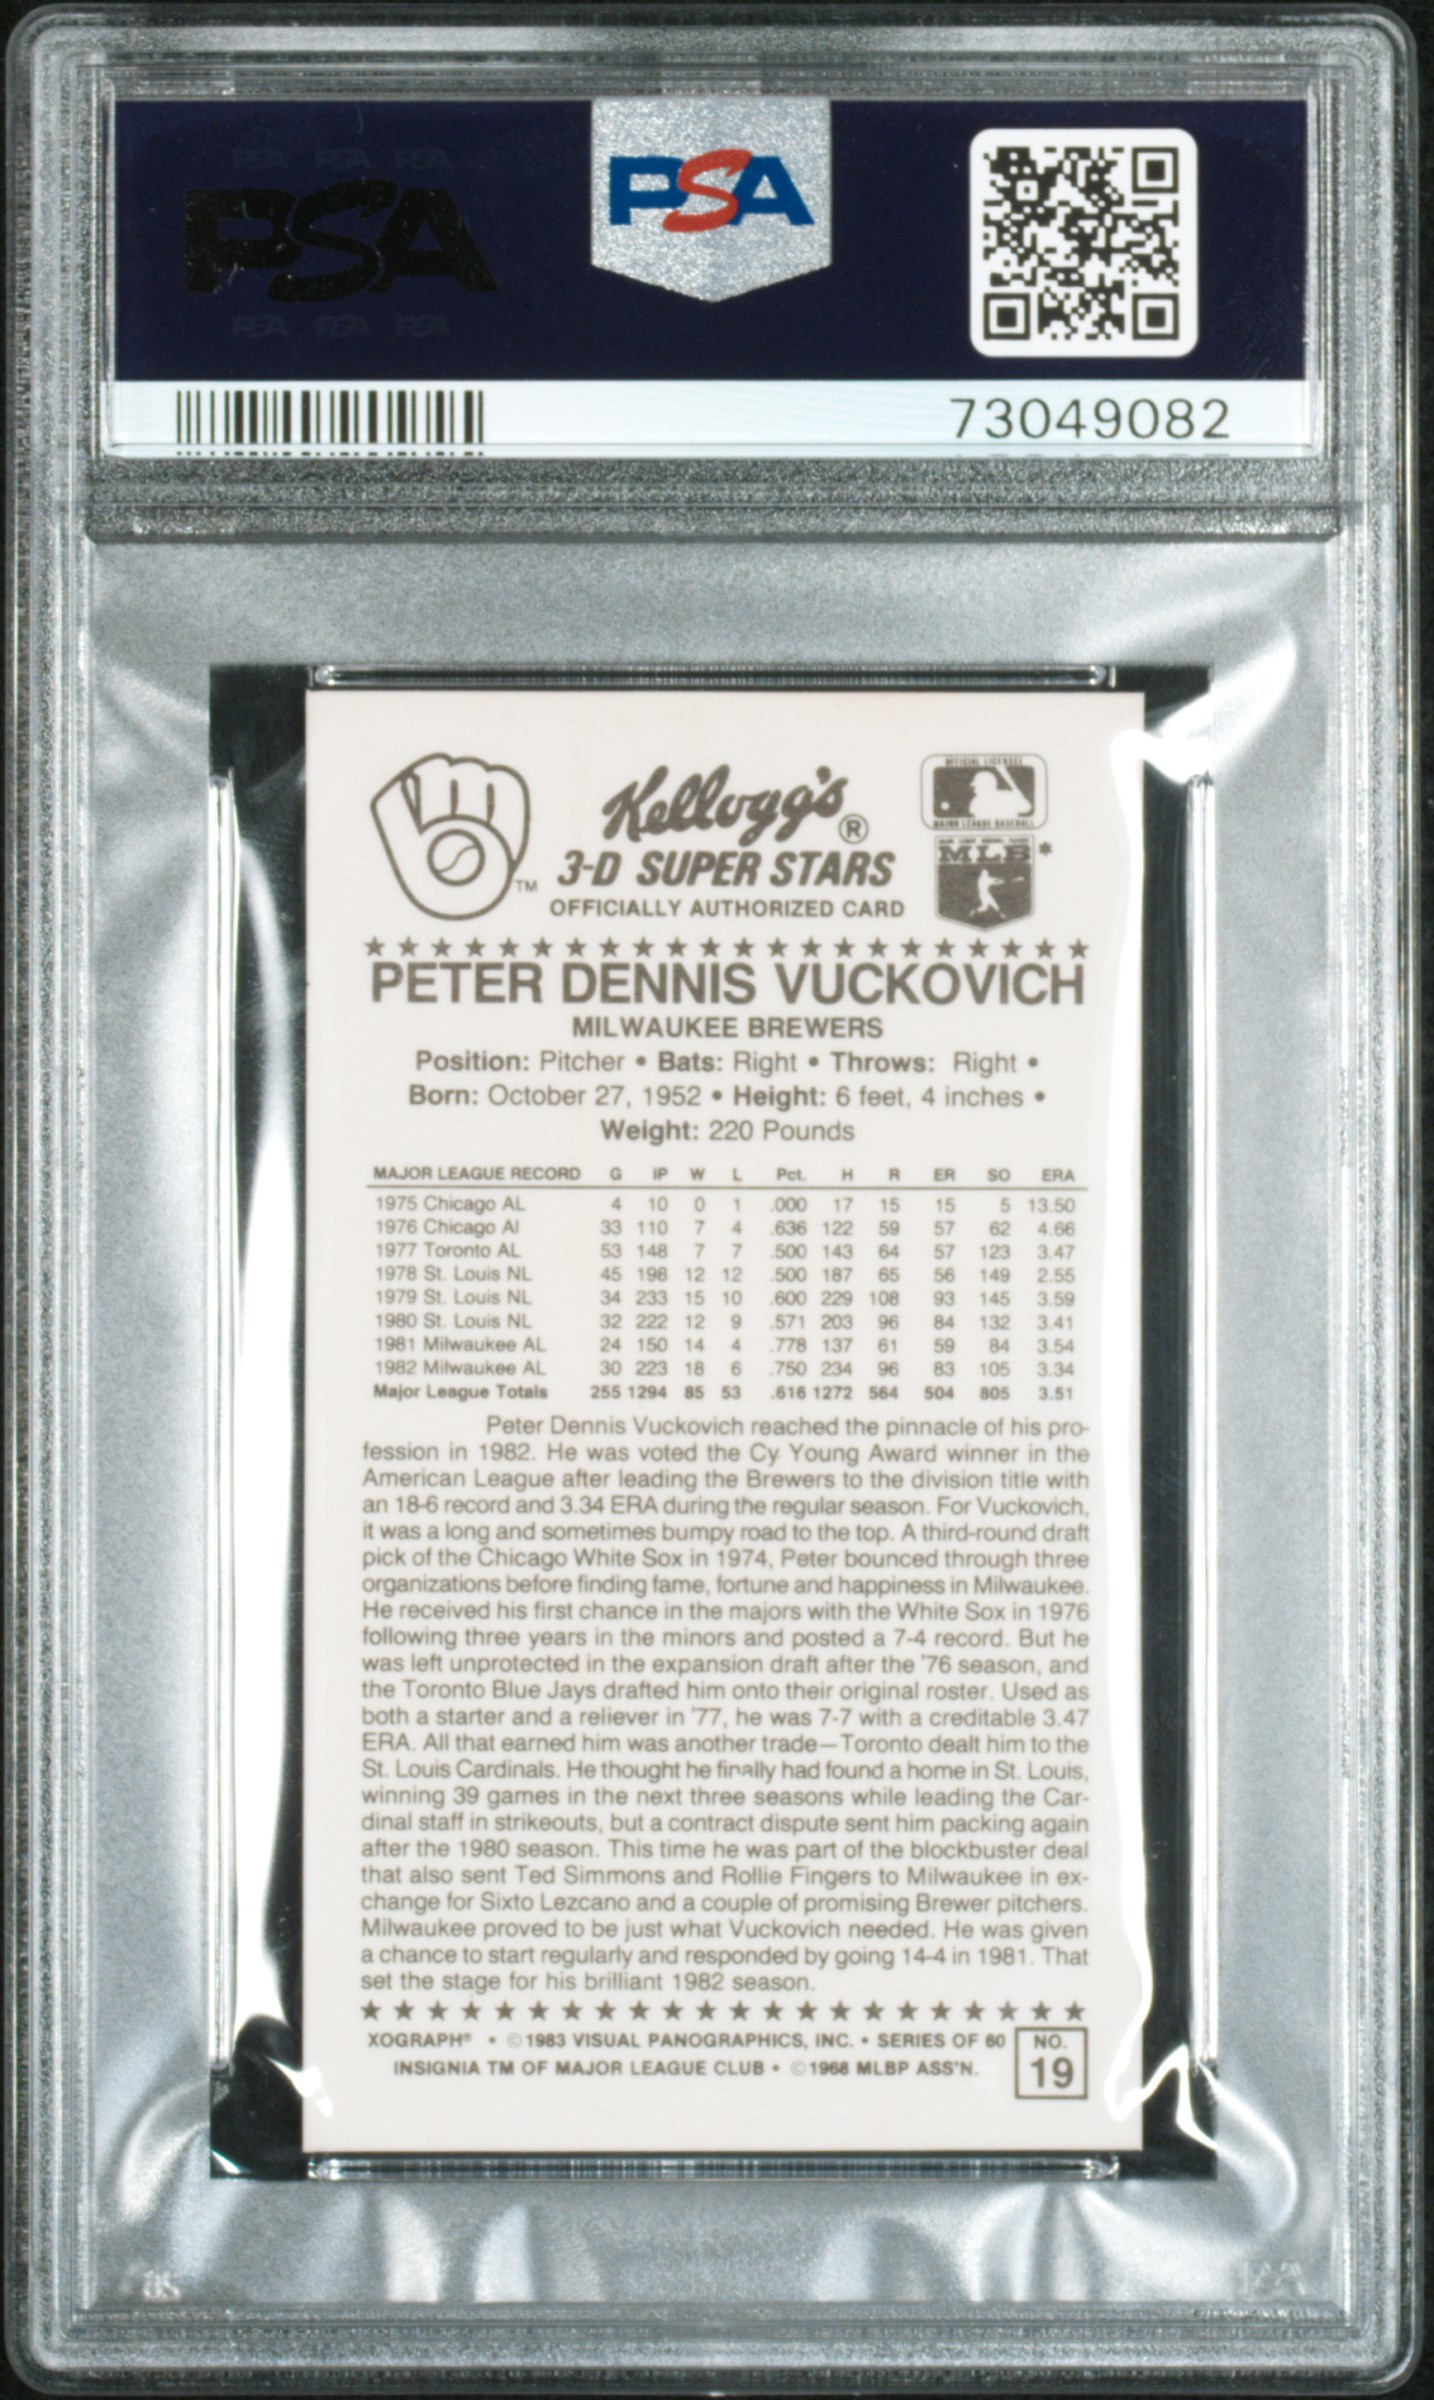 PSA PSA PSA
PSA
PSA
PSA PSA PSA
73049082
Kelloggs®
OFFICIAL LICENSEE
MAJOR LEAGUE BASEBALL
MLB*
TM
3-D SUPER STARS
OFFICIALLY AUTHORIZED CARD
PETER DENNIS VUCKOVICH
MILWAUKEE BREWERS
Position: Pitcher • Bats: Right • Throws: Right •
Born: October 27, 1952 • Height: 6 feet, 4 inches •
Weight: 220 Pounds
MAJOR LEAGUE RECORD G IP W L Pct. H R ER SO ERA
1975 Chicago AL 4 10 0 1 .000 17 15 15 5 13.50
1976 Chicago Al 33 110 7 4 .636 122 59 57 62 4.66
1977 Toronto AL 53 148 7 7 .500 143 64 57 123 3.47
1978 St. Louis NL 45 198 12 12 .500 187 65 56 149 2.55
1979 St. Louis NL 34 233 15 10 .600 229 108 93 145 3.59
1980 St. Louis NL 32 222 12 9 .571 203 96 84 132 3.41
1981 Milwaukee AL 24 150 14 4 .778 137 61 59 84 3.54
1982 Milwaukee AL 30 223 18 6 .750 234 96 83 105 3.34
Major League Totals 255 1294 85 53 .616 1272 564 504 805 3.51
Peter Dennis Vuckovich reached the pinnacle of his pro-
fession in 1982. He was voted the Cy Young Award winner in the
American League after leading the Brewers to the division title with
an 18-6 record and 3.34 ERA during the regular season. For Vuckovich,
it was a long and sometimes bumpy road to the top. A third-round draft
pick of the Chicago White Sox in 1974, Peter bounced through three
organizations before finding fame, fortune and happiness in Milwaukee.
He received his first chance in the majors with the White Sox in 1976
following three years in the minors and posted a 7-4 record. But he
was left unprotected in the expansion draft after the '76 season, and
the Toronto Blue Jays drafted him onto their original roster. Used as
both a starter and a reliever in '77, he was 7-7 with a creditable 3.47
ERA. All that earned him was another trade—Toronto dealt him to the
St. Louis Cardinals. He thought he finally had found a home in St. Louis,
winning 39 games in the next three seasons while leading the Car-
dinal staff in strikeouts, but a contract dispute sent him packing again
after the 1980 season. This time he was part of the blockbuster deal
that also sent Ted Simmons and Rollie Fingers to Milwaukee in ex-
change for Sixto Lezcano and a couple of promising Brewer pitchers.
Milwaukee proved to be just what Vuckovich needed. He was given
a chance to start regularly and responded by going 14-4 in 1981. That
set the stage for his brilliant 1982 season.
XOGRAPH® • ©1983 VISUAL PANOGRAPHICS, INC. • SERIES OF 60
INSIGNIA TM OF MAJOR LEAGUE CLUB • ©1968 MLBP ASS'N.
NO.
19